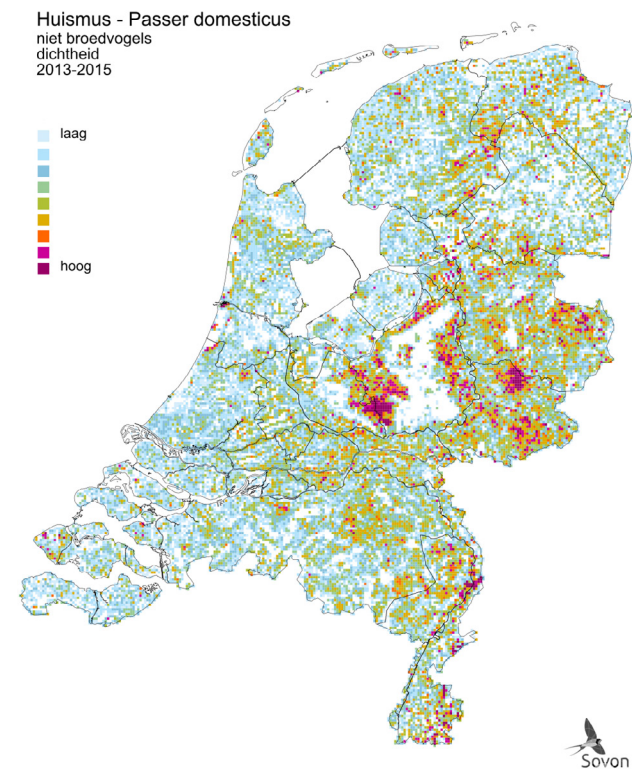 Huismus - Passer domesticus
niet broedvogels
dichtheid
2013-2015
laag
hoog
Sovon